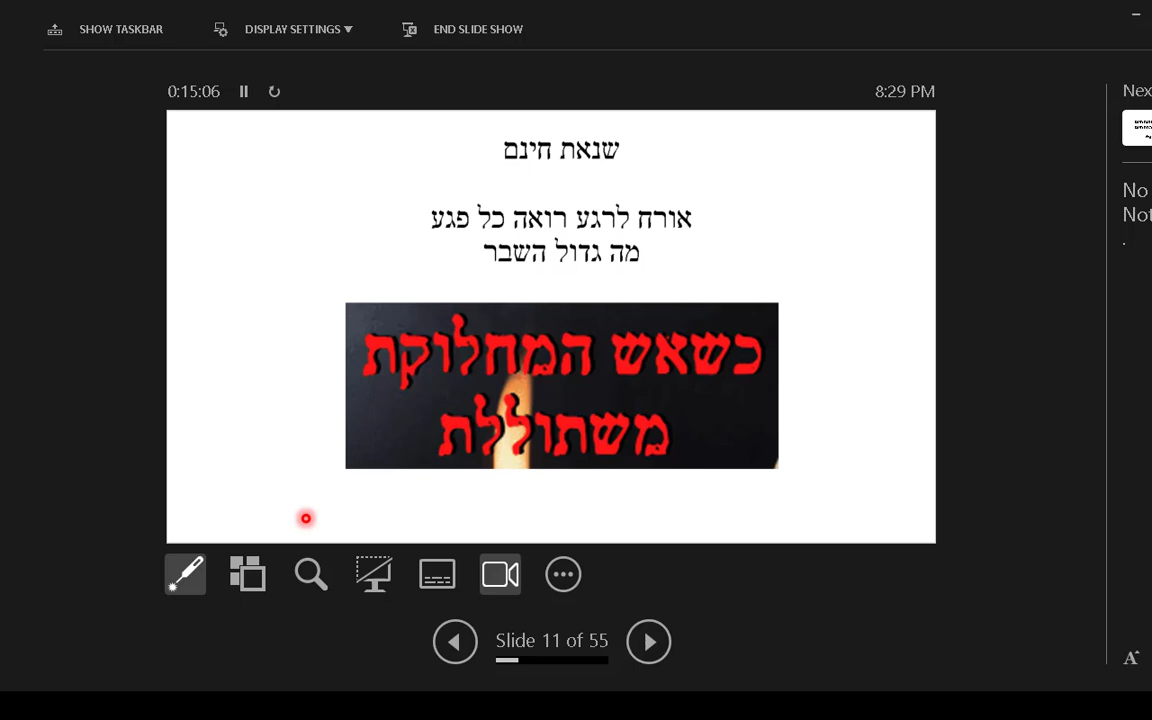 SHOW TASKBAR
DISPLAY SETTINGS
END SLIDE SHOW
0:15:06
8:29 PM
שנאת חינם
אורח לרגע רואה כל פגע
מה גדול השבר
כשאש המחלוקת
משתוללת
Slide 11 of 55
No